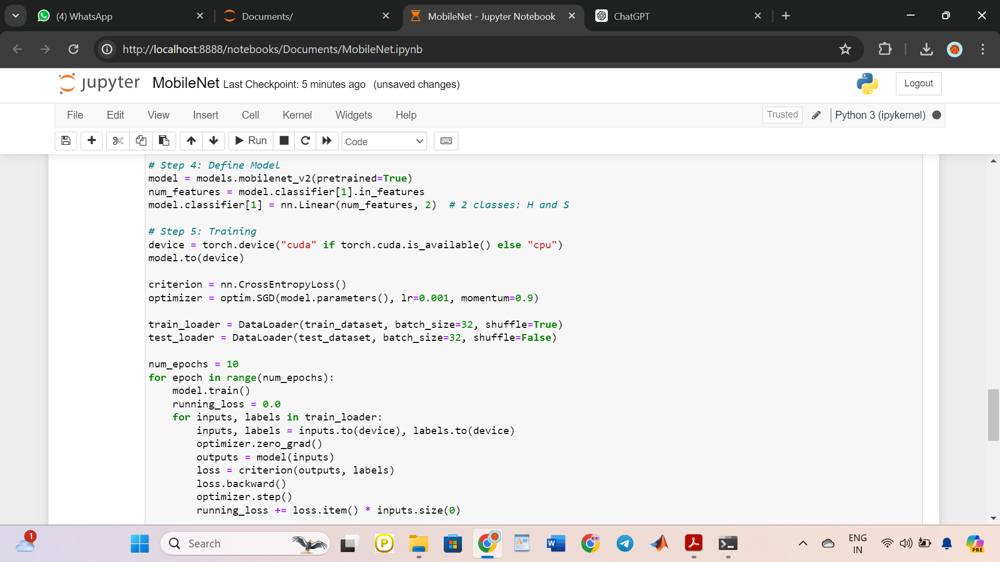 (4) WhatsApp
Documents/
MobileNet - Jupyter Notebook
ChatGPT
http://localhost:8888/notebooks/Documents/MobileNet.ipynb
jupyter MobileNet Last Checkpoint: 5 minutes ago (unsaved changes)
Logout
File Edit View Insert Cell Kernel Widgets Help
Trusted
Python 3 (ipykernel)
Run
Code
# Step 4: Define Model
model = models.mobilenet_v2(pretrained=True)
num_features = model.classifier[1].in_features
model.classifier[1] = nn.Linear(num_features, 2)  # 2 classes: H and S
# Step 5: Training
device = torch.device("cuda" if torch.cuda.is_available() else "cpu")
model.to(device)
criterion = nn.CrossEntropyLoss()
optimizer = optim.SGD(model.parameters(), lr=0.001, momentum=0.9)
train_loader = DataLoader(train_dataset, batch_size=32, shuffle=True)
test_loader = DataLoader(test_dataset, batch_size=32, shuffle=False)
num_epochs = 10
for epoch in range(num_epochs):
    model.train()
    running_loss = 0.0
    for inputs, labels in train_loader:
        inputs, labels = inputs.to(device), labels.to(device)
        optimizer.zero_grad()
        outputs = model(inputs)
        loss = criterion(outputs, labels)
        loss.backward()
        optimizer.step()
        running_loss += loss.item() * inputs.size(0)
1
Search
P
W
ENG
IN
PRE